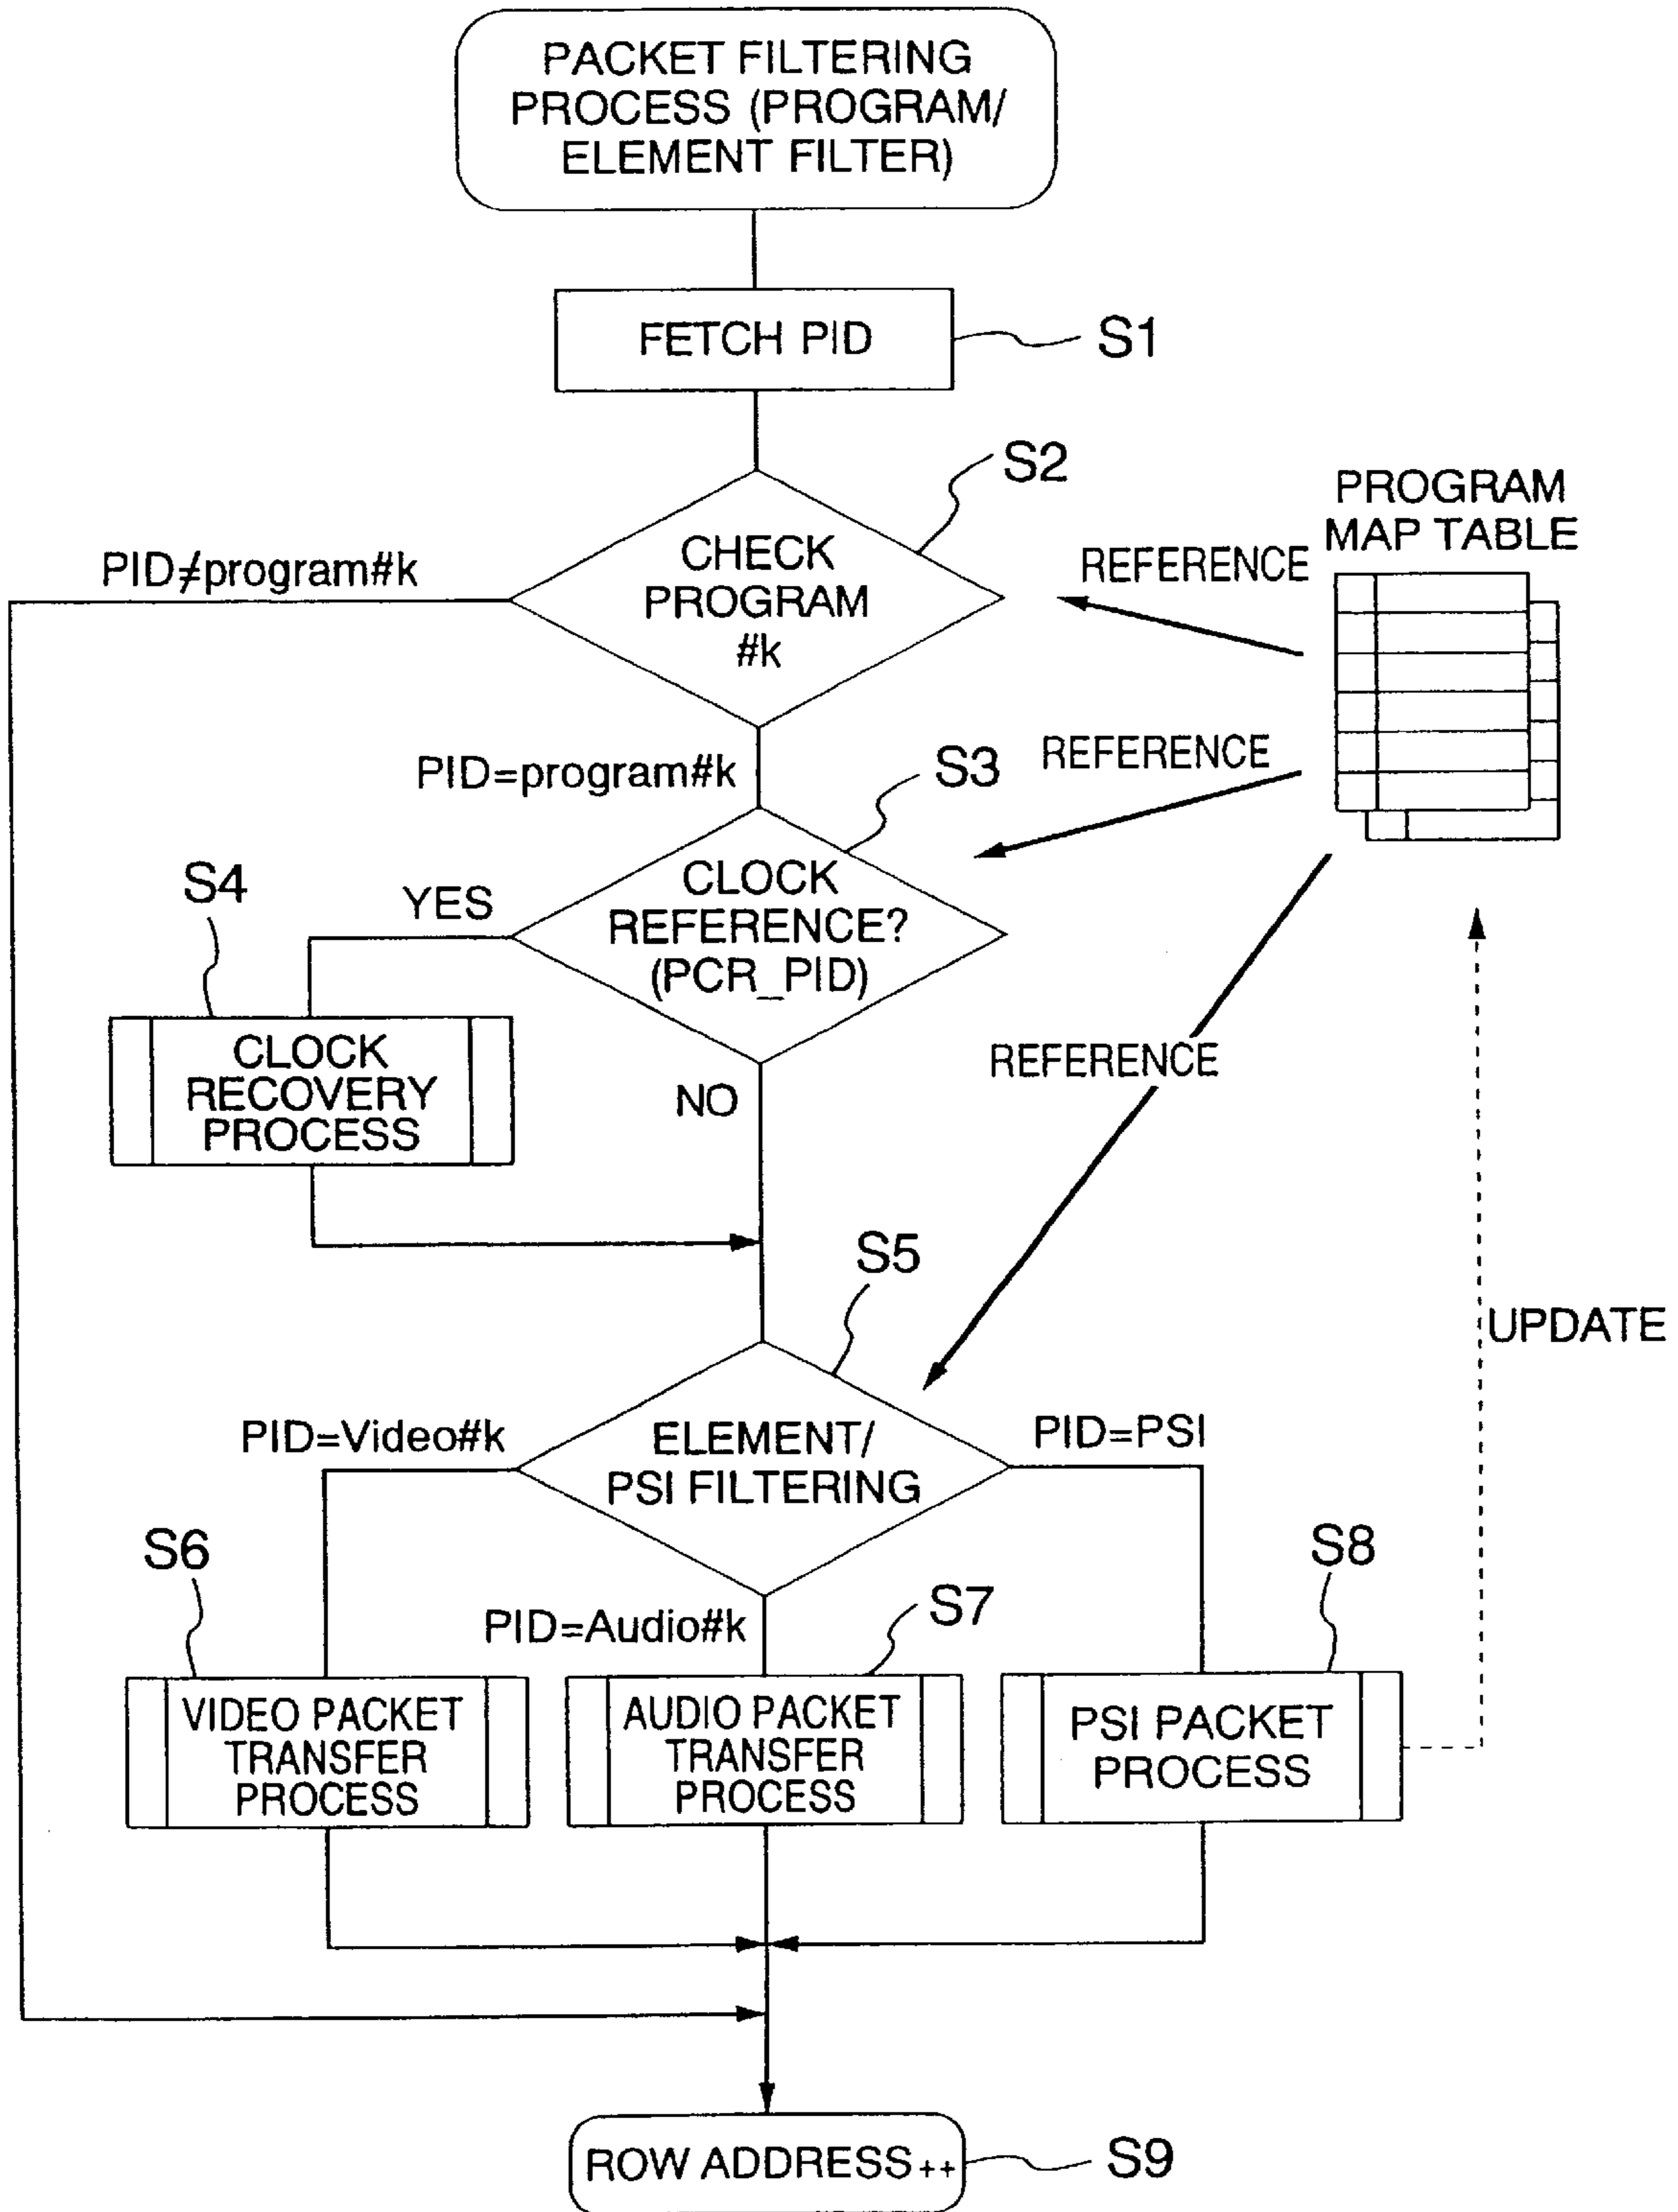 PACKET FILTERING
PROCESS (PROGRAM/
ELEMENT FILTER)
FETCH PID
S1
S2
CHECK
PROGRAM
#k
PID≠program#k
PROGRAM
MAP TABLE
REFERENCE
PID=program#k
S3
REFERENCE
S4
YES
CLOCK
REFERENCE?
(PCR_PID)
CLOCK
RECOVERY
PROCESS
NO
REFERENCE
S5
UPDATE
PID=Video#k
ELEMENT/
PSI FILTERING
PID=PSI
S6
PID=Audio#k
S7
S8
VIDEO PACKET
TRANSFER
PROCESS
AUDIO PACKET
TRANSFER
PROCESS
PSI PACKET
PROCESS
ROW ADDRESS++
S9